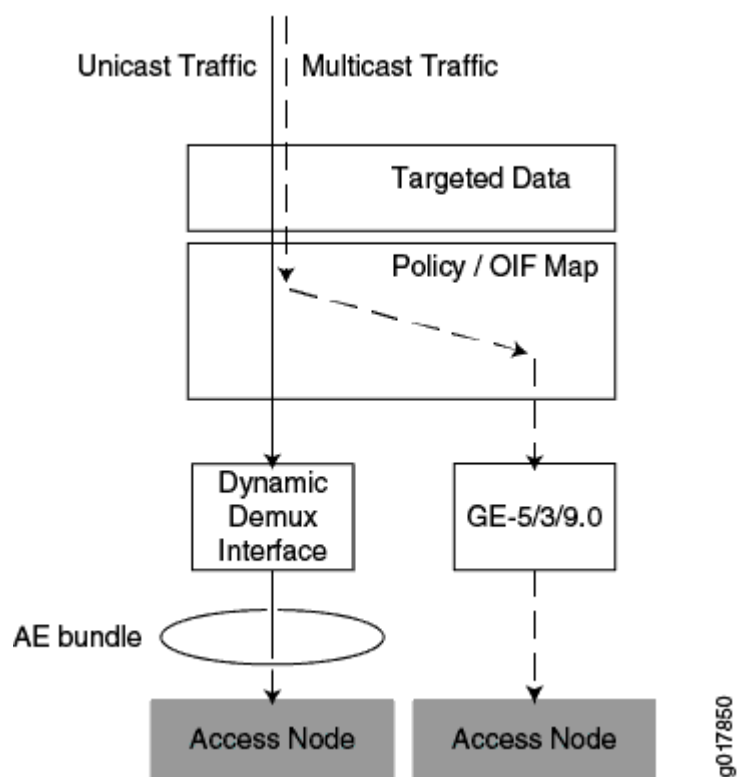 Unicast Traffic
Multicast Traffic
Targeted Data
Policy / OIF Map
Dynamic
Demux
Interface
GE-5/3/9.0
AE bundle
Access Node
Access Node
g017850